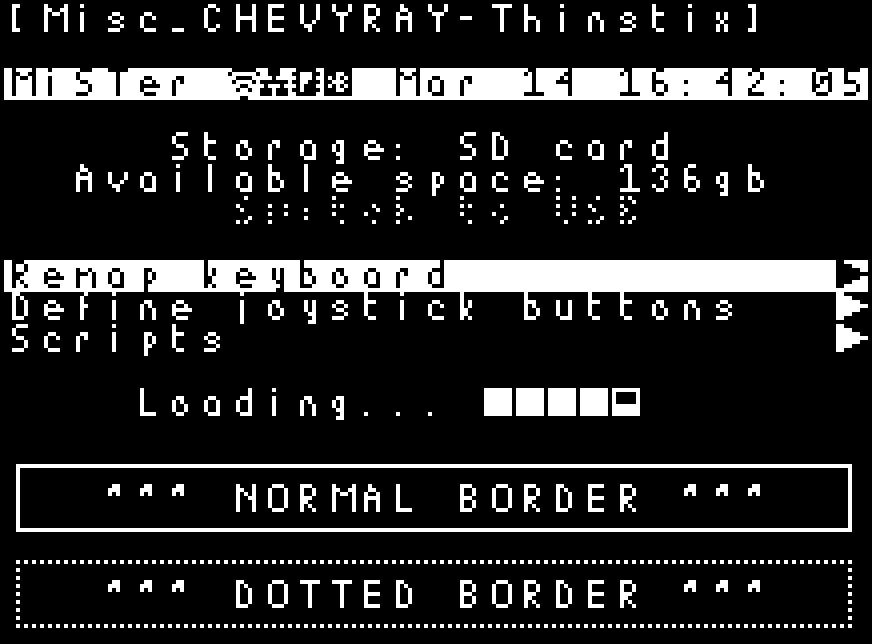 [Misc_CHEVYRAY-Thinstix]
MiSTer Mar 14 16:42:05
Storage: SD card
Available space: 136gb
Switch to USB
Remap keyboard
Define joystick buttons
Scripts
Loading...
""" NORMAL BORDER """
""" DOTTED BORDER """